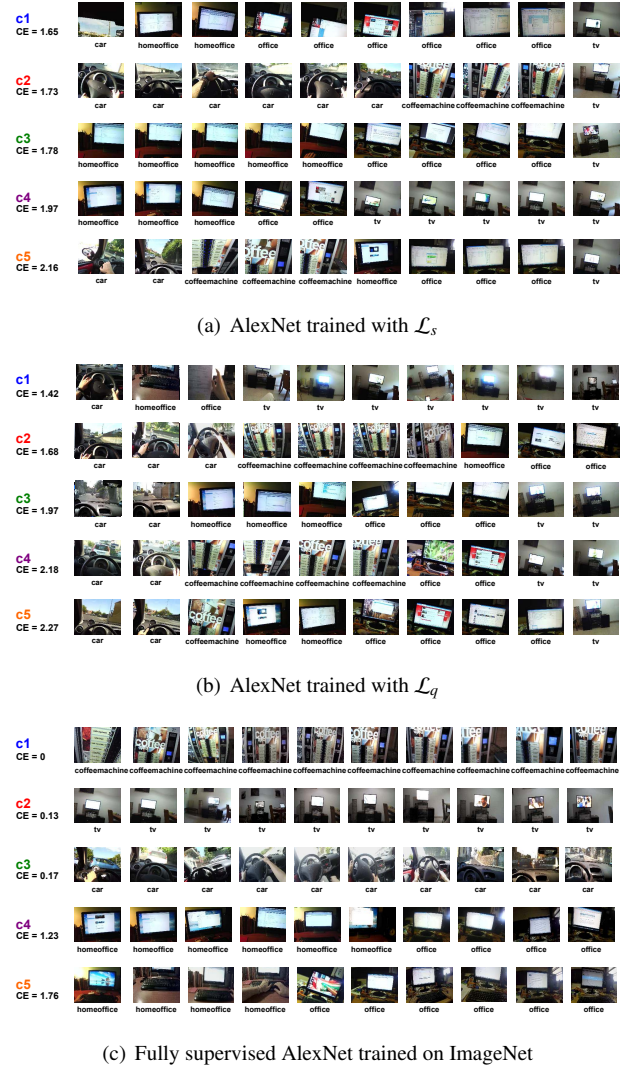 c1
CE = 1.65
car homeoffice homeoffice office office office office office office tv
c2
CE = 1.73
car car car car car car coffeemachine coffeemachine coffeemachine tv
c3
CE = 1.78
homeoffice homeoffice homeoffice homeoffice homeoffice office office office office tv
c4
CE = 1.97
homeoffice homeoffice homeoffice office office tv tv tv tv tv
c5
CE = 2.16
car car coffeemachine coffeemachine coffeemachine homeoffice office office office tv
(a) AlexNet trained with ℒs
c1
CE = 1.42
car homeoffice office tv tv tv tv tv tv tv
c2
CE = 1.68
car car car coffeemachine coffeemachine coffeemachine coffeemachine homeoffice office office
c3
CE = 1.97
car car homeoffice homeoffice homeoffice office office office tv tv
c4
CE = 2.18
car car coffeemachine coffeemachine coffeemachine coffeemachine office office tv tv
c5
CE = 2.27
car car coffeemachine homeoffice homeoffice office office office office tv
(b) AlexNet trained with ℒq
c1
CE = 0
coffeemachine coffeemachine coffeemachine coffeemachine coffeemachine coffeemachine coffeemachine coffeemachine coffeemachine coffeemachine
c2
CE = 0.13
tv tv tv tv tv tv tv tv tv tv
c3
CE = 0.17
car car car car car car car car car car
c4
CE = 1.23
homeoffice homeoffice homeoffice homeoffice homeoffice homeoffice office office office office
c5
CE = 1.76
homeoffice homeoffice homeoffice homeoffice office office office office office office
(c) Fully supervised AlexNet trained on ImageNet